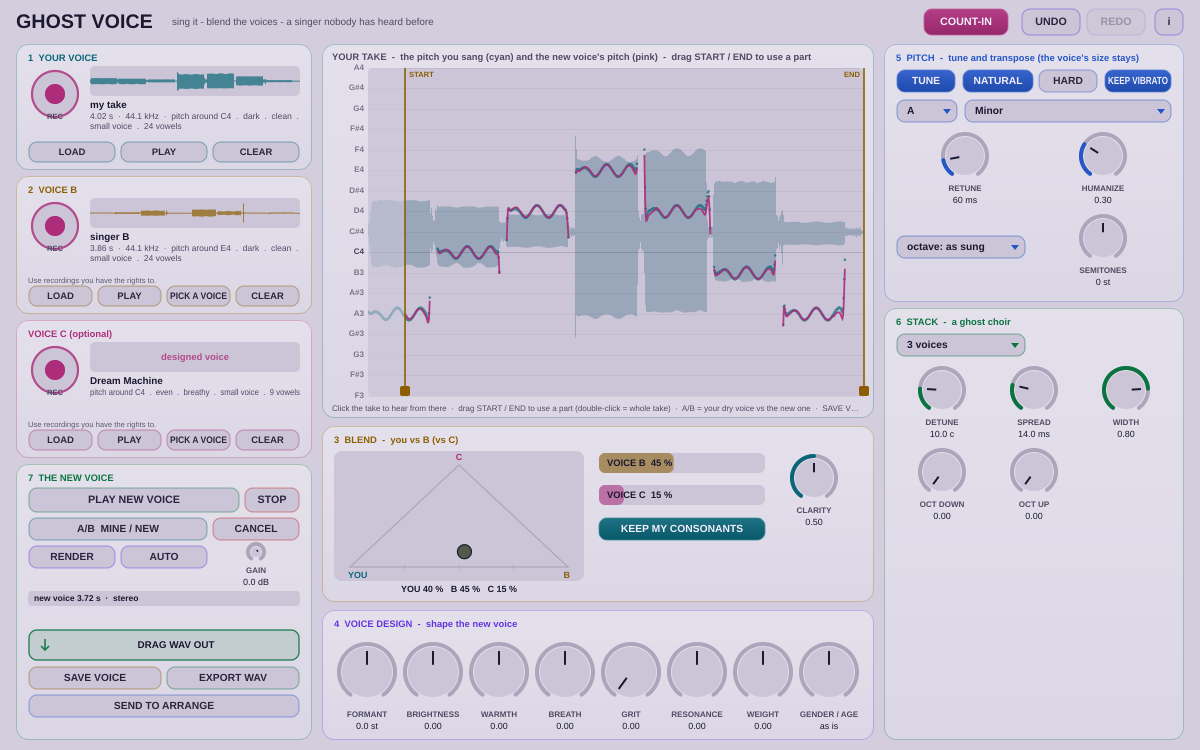 GHOST VOICE
sing it - blend the voices - a singer nobody has heard before
COUNT-IN
UNDO
REDO
i
1 YOUR VOICE
REC
my take
4.02 s · 44.1 kHz · pitch around C4 . dark . clean .
small voice . 24 vowels
LOAD
PLAY
CLEAR
2 VOICE B
REC
singer B
3.86 s · 44.1 kHz · pitch around E4 . dark . clean .
small voice . 24 vowels
Use recordings you have the rights to.
LOAD
PLAY
PICK A VOICE
CLEAR
VOICE C (optional)
designed voice
REC
Dream Machine
pitch around C4 . even . breathy . small voice . 9 vowels
Use recordings you have the rights to.
LOAD
PLAY
PICK A VOICE
CLEAR
7 THE NEW VOICE
PLAY NEW VOICE
STOP
A/B MINE / NEW
CANCEL
RENDER
AUTO
GAIN
0.0 dB
new voice 3.72 s · stereo
DRAG WAV OUT
SAVE VOICE
EXPORT WAV
SEND TO ARRANGE
YOUR TAKE - the pitch you sang (cyan) and the new voice's pitch (pink) - drag START / END to use a part
START
END
A4
G#4
G4
F#4
F4
E4
D#4
D4
C#4
C4
B3
A#3
A3
G#3
G3
F#3
F3
Click the take to hear from there · drag START / END to use a part (double-click = whole take) · A/B = your dry voice vs the new one · SAVE V...
3 BLEND - you vs B (vs C)
C
YOU
B
YOU 40 % B 45 % C 15 %
VOICE B 45 %
VOICE C 15 %
KEEP MY CONSONANTS
CLARITY
0.50
4 VOICE DESIGN - shape the new voice
FORMANT
0.0 st
BRIGHTNESS
0.00
WARMTH
0.00
BREATH
0.00
GRIT
0.00
RESONANCE
0.00
WEIGHT
0.00
GENDER / AGE
as is
5 PITCH - tune and transpose (the voice's size stays)
TUNE
NATURAL
HARD
KEEP VIBRATO
A
Minor
RETUNE
60 ms
HUMANIZE
0.30
octave: as sung
SEMITONES
0 st
6 STACK - a ghost choir
3 voices
DETUNE
10.0 c
SPREAD
14.0 ms
WIDTH
0.80
OCT DOWN
0.00
OCT UP
0.00